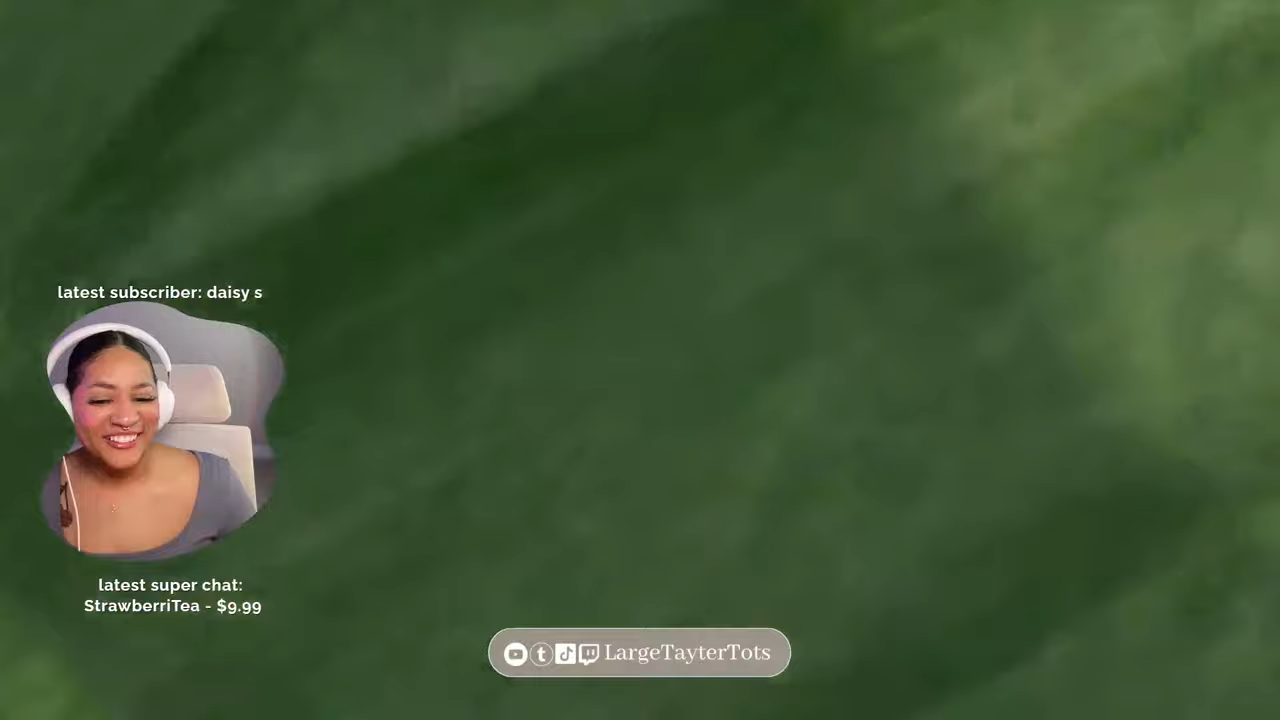 latest subscriber: daisy s
latest super chat:
StrawberriTea - $9.99
LargeTayterTots